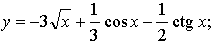 y = −3√x + 1/3 cos x − 1/2 ctg x;